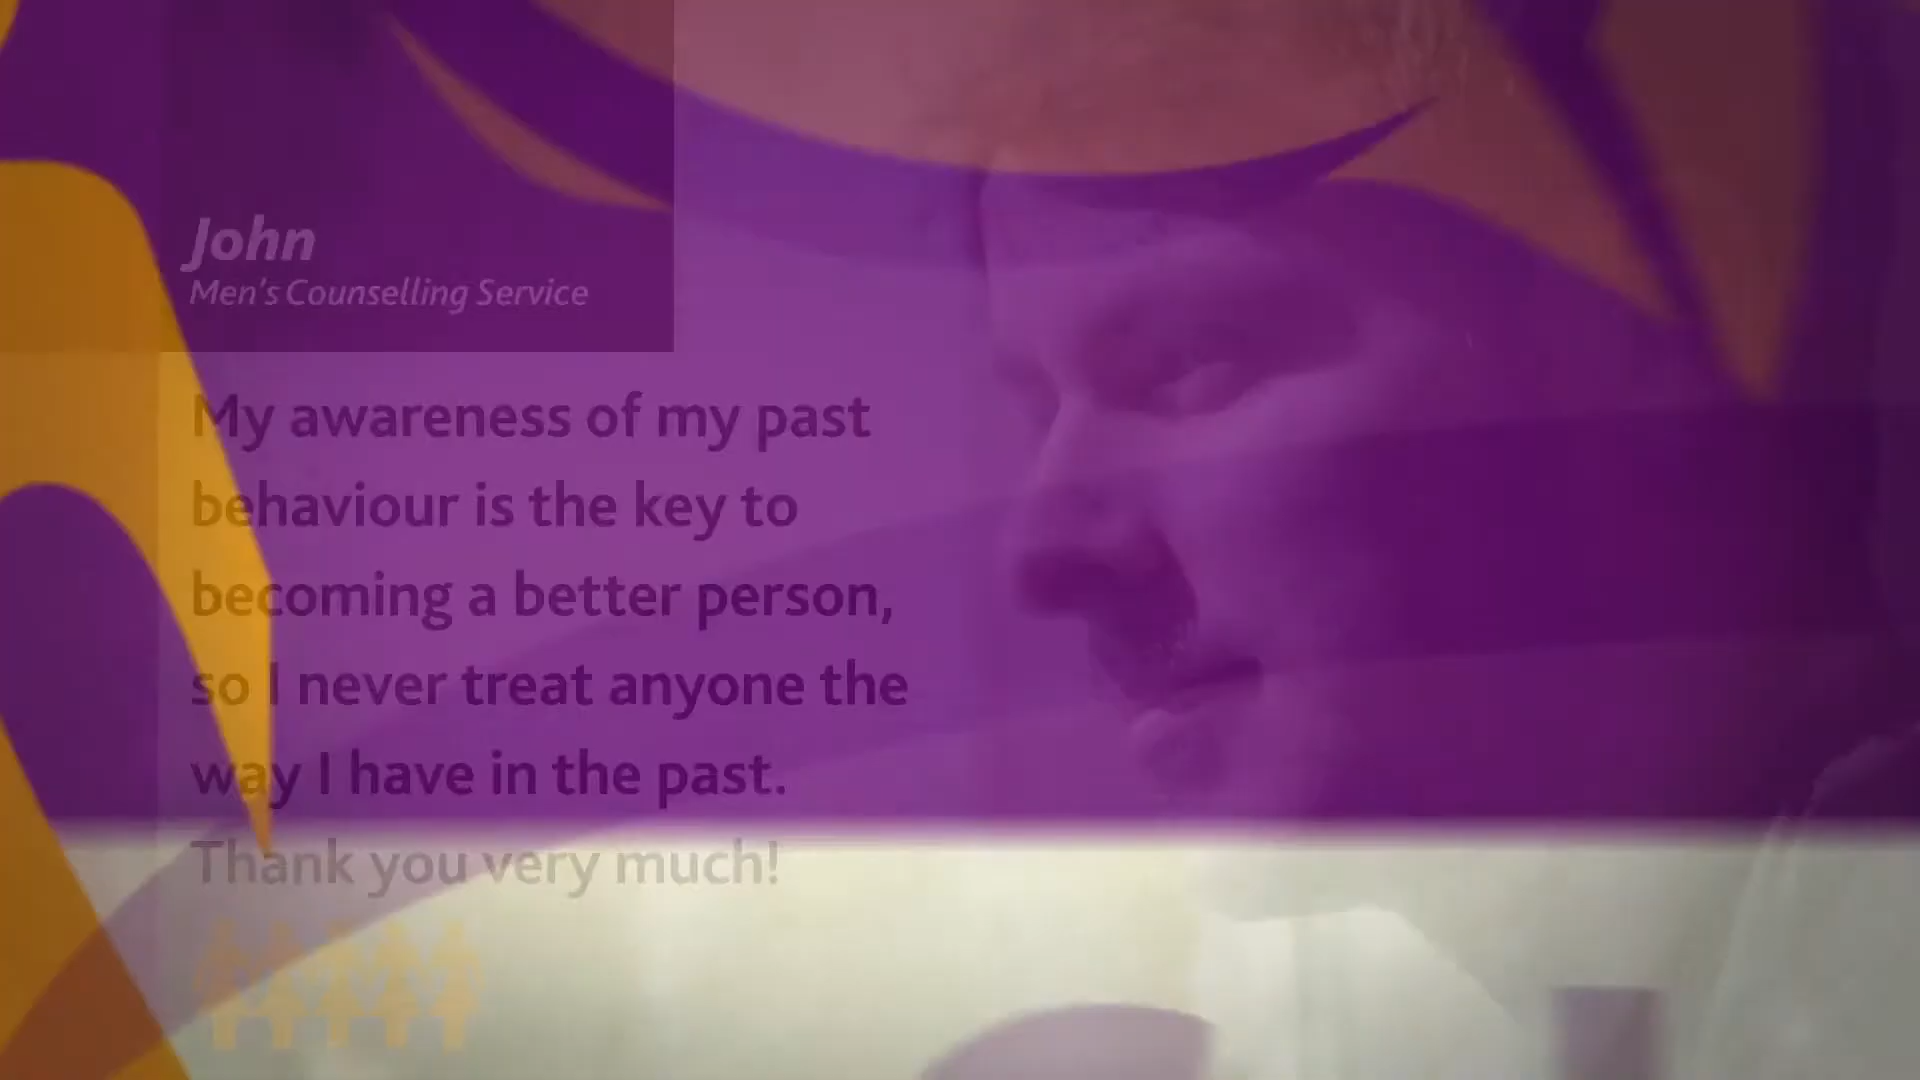 John
Men's Counselling Service
My awareness of my past
behaviour is the key to
becoming a better person,
so I never treat anyone the
way I have in the past.
Thank you very much!